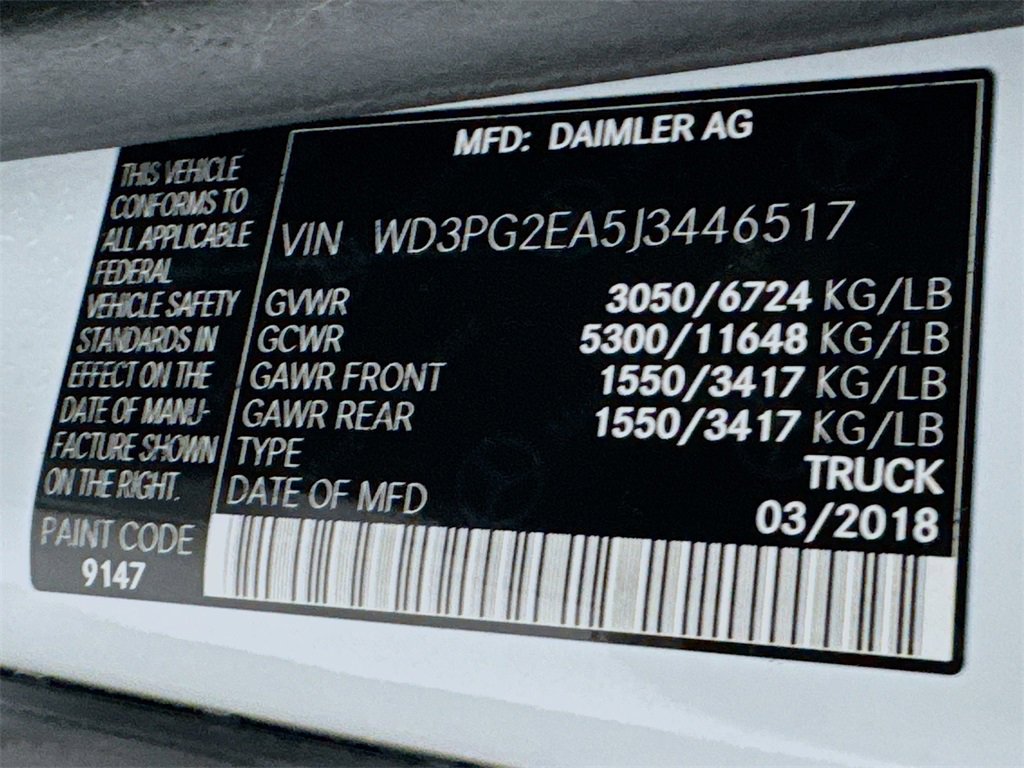 THIS VEHICLE
CONFORMS TO
ALL APPLICABLE
FEDERAL
VEHICLE SAFETY
STANDARDS IN
EFFECT ON THE
DATE OF MANU-
FACTURE SHOWN
ON THE RIGHT.
PAINT CODE
9147
MFD: DAIMLER AG
VIN WD3PG2EA5J3446517
GVWR 3050/6724 KG/LB
GCWR 5300/11648 KG/LB
GAWR FRONT 1550/3417 KG/LB
GAWR REAR 1550/3417 KG/LB
TYPE TRUCK
DATE OF MFD 03/2018